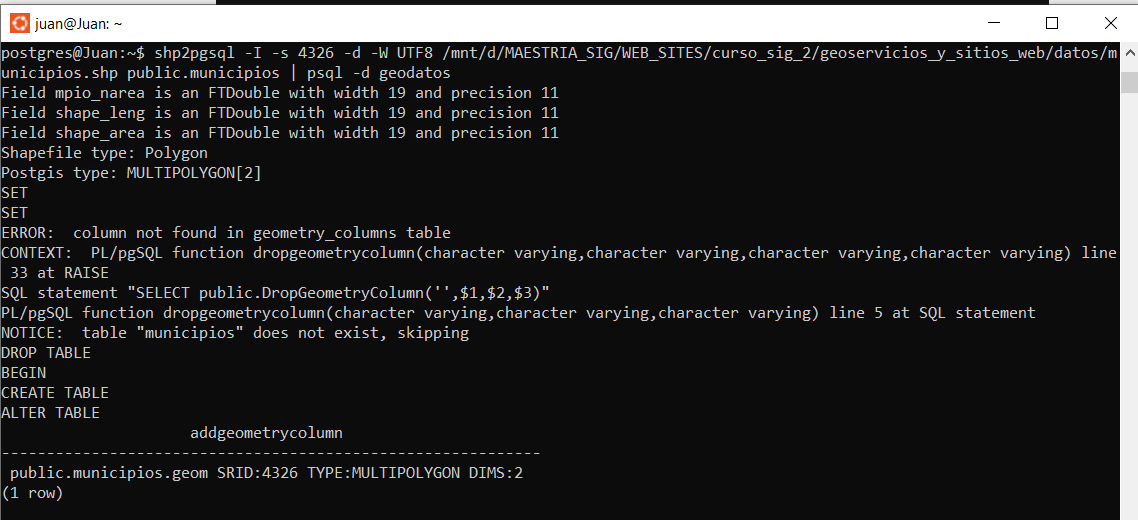 juan@Juan: ~
postgres@Juan:~$ shp2pgsql -I -s 4326 -d -W UTF8 /mnt/d/MAESTRIA_SIG/WEB_SITES/curso_sig_2/geoservicios_y_sitios_web/datos/m
unicipios.shp public.municipios | psql -d geodatos
Field mpio_narea is an FTDouble with width 19 and precision 11
Field shape_leng is an FTDouble with width 19 and precision 11
Field shape_area is an FTDouble with width 19 and precision 11
Shapefile type: Polygon
Postgis type: MULTIPOLYGON[2]
SET
SET
ERROR:  column not found in geometry_columns table
CONTEXT:  PL/pgSQL function dropgeometrycolumn(character varying,character varying,character varying,character varying) line
 33 at RAISE
SQL statement "SELECT public.DropGeometryColumn('',$1,$2,$3)"
PL/pgSQL function dropgeometrycolumn(character varying,character varying,character varying) line 5 at SQL statement
NOTICE:  table "municipios" does not exist, skipping
DROP TABLE
BEGIN
CREATE TABLE
ALTER TABLE
                     addgeometrycolumn
------------------------------------------------------------
 public.municipios.geom SRID:4326 TYPE:MULTIPOLYGON DIMS:2
(1 row)